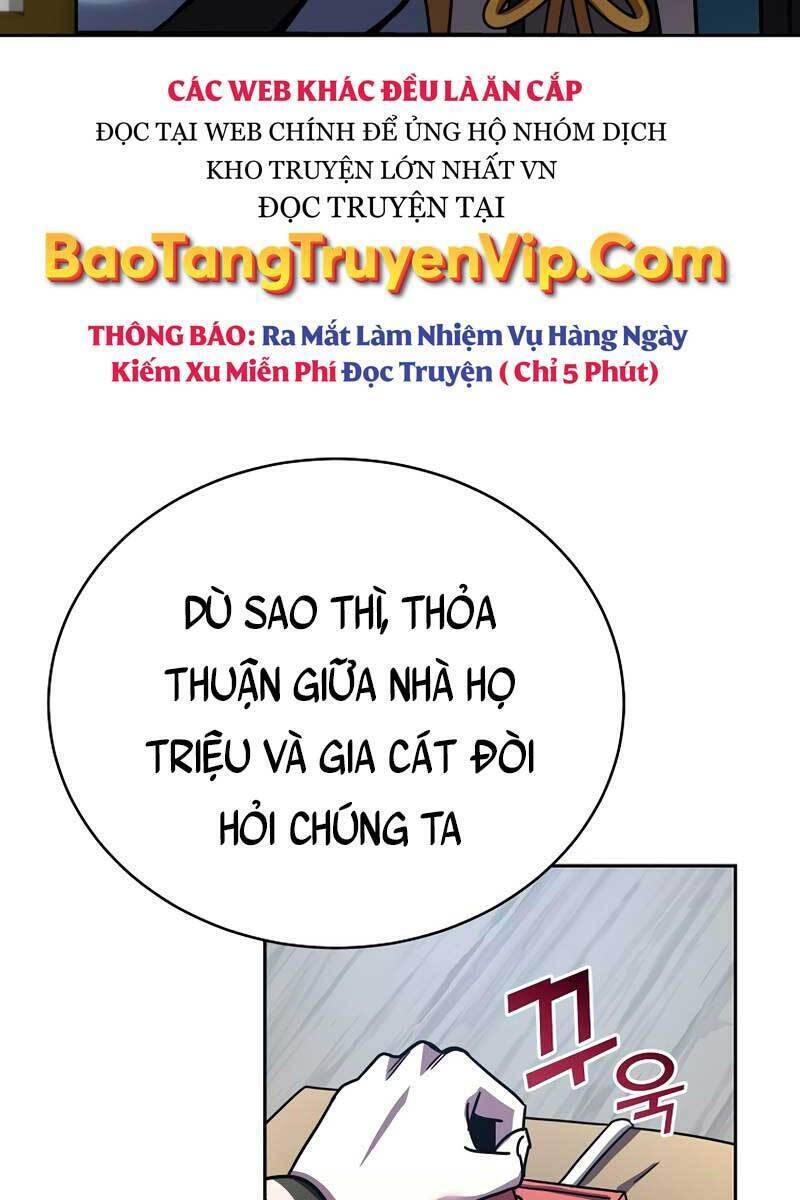 CÁC WEB KHÁC ĐỀU LÀ ĂN CẮP
ĐỌC TẠI WEB CHÍNH ĐỂ ỦNG HỘ NHÓM DỊCH
KHO TRUYỆN LỚN NHẤT VN
ĐỌC TRUYỆN TẠI
BaoTangTruyenVip.Com
THÔNG BÁO: Ra Mắt Làm Nhiệm Vụ Hàng Ngày
Kiếm Xu Miễn Phí Đọc Truyện ( Chỉ 5 Phút)
DÙ SAO THÌ, THỎA
THUẬN GIỮA NHÀ HỌ
TRIỆU VÀ GIA CÁT ĐÒI
HỎI CHÚNG TA
꾸욱